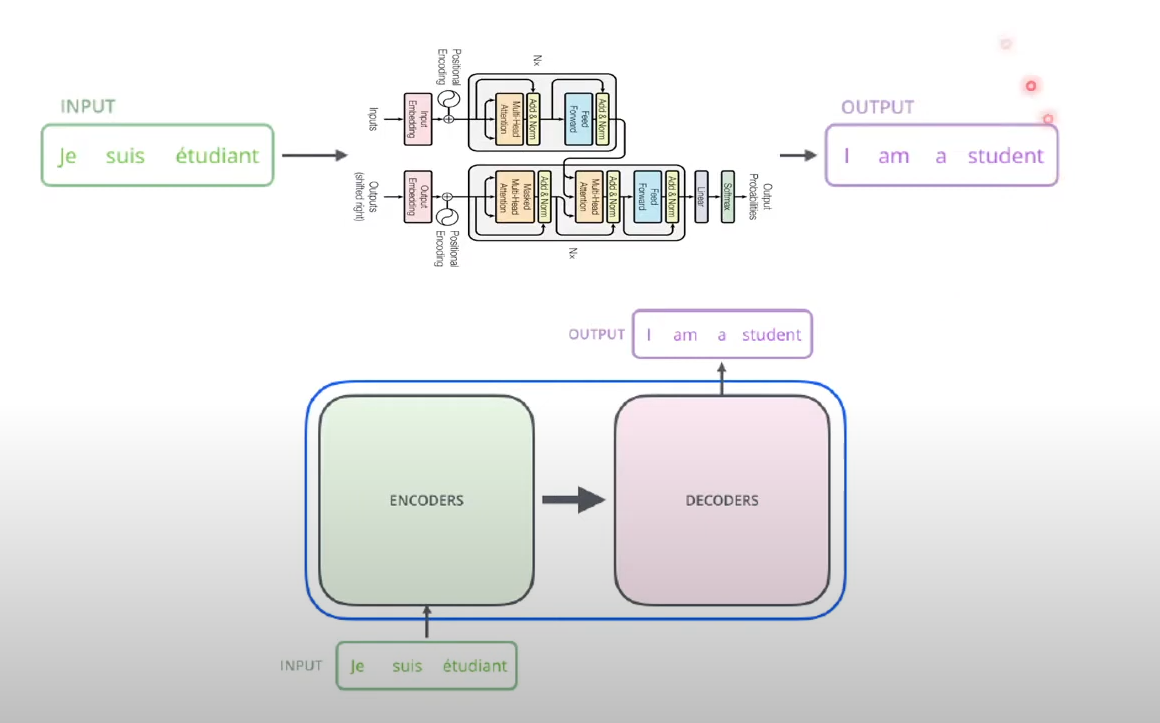 INPUT
Je suis étudiant
Inputs
Input
Embedding
Positional
Encoding
Nx
Multi-Head
Attention
Add & Norm
Feed
Forward
Add & Norm
Outputs
(shifted right)
Output
Embedding
Positional
Encoding
Masked
Multi-Head
Attention
Add & Norm
Multi-Head
Attention
Add & Norm
Feed
Forward
Add & Norm
Nx
Linear
Softmax
Output
Probabilities
OUTPUT
I am a student
OUTPUT
I am a student
ENCODERS
DECODERS
INPUT
Je suis étudiant